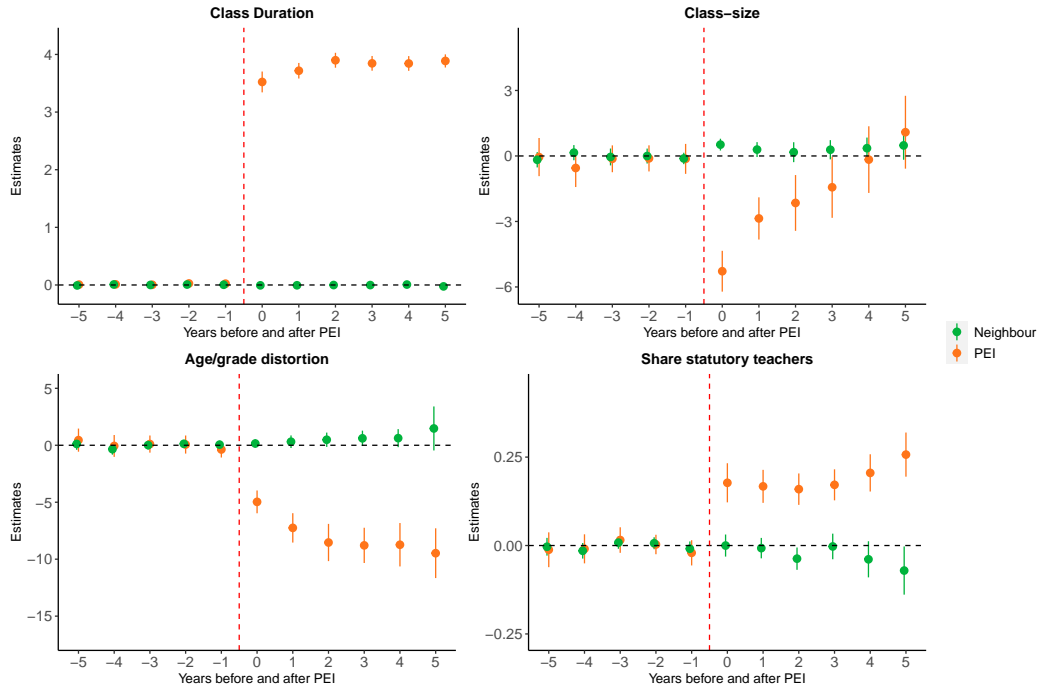 Class Duration
Estimates
4
3
2
1
0
−5 −4 −3 −2 −1 0 1 2 3 4 5
Years before and after PEI
Class−size
Estimates
3
0
−3
−6
−5 −4 −3 −2 −1 0 1 2 3 4 5
Years before and after PEI
Age/grade distortion
Estimates
5
0
−5
−10
−15
−5 −4 −3 −2 −1 0 1 2 3 4 5
Years before and after PEI
Share statutory teachers
Estimates
0.25
0.00
−0.25
−5 −4 −3 −2 −1 0 1 2 3 4 5
Years before and after PEI
Neighbour
PEI